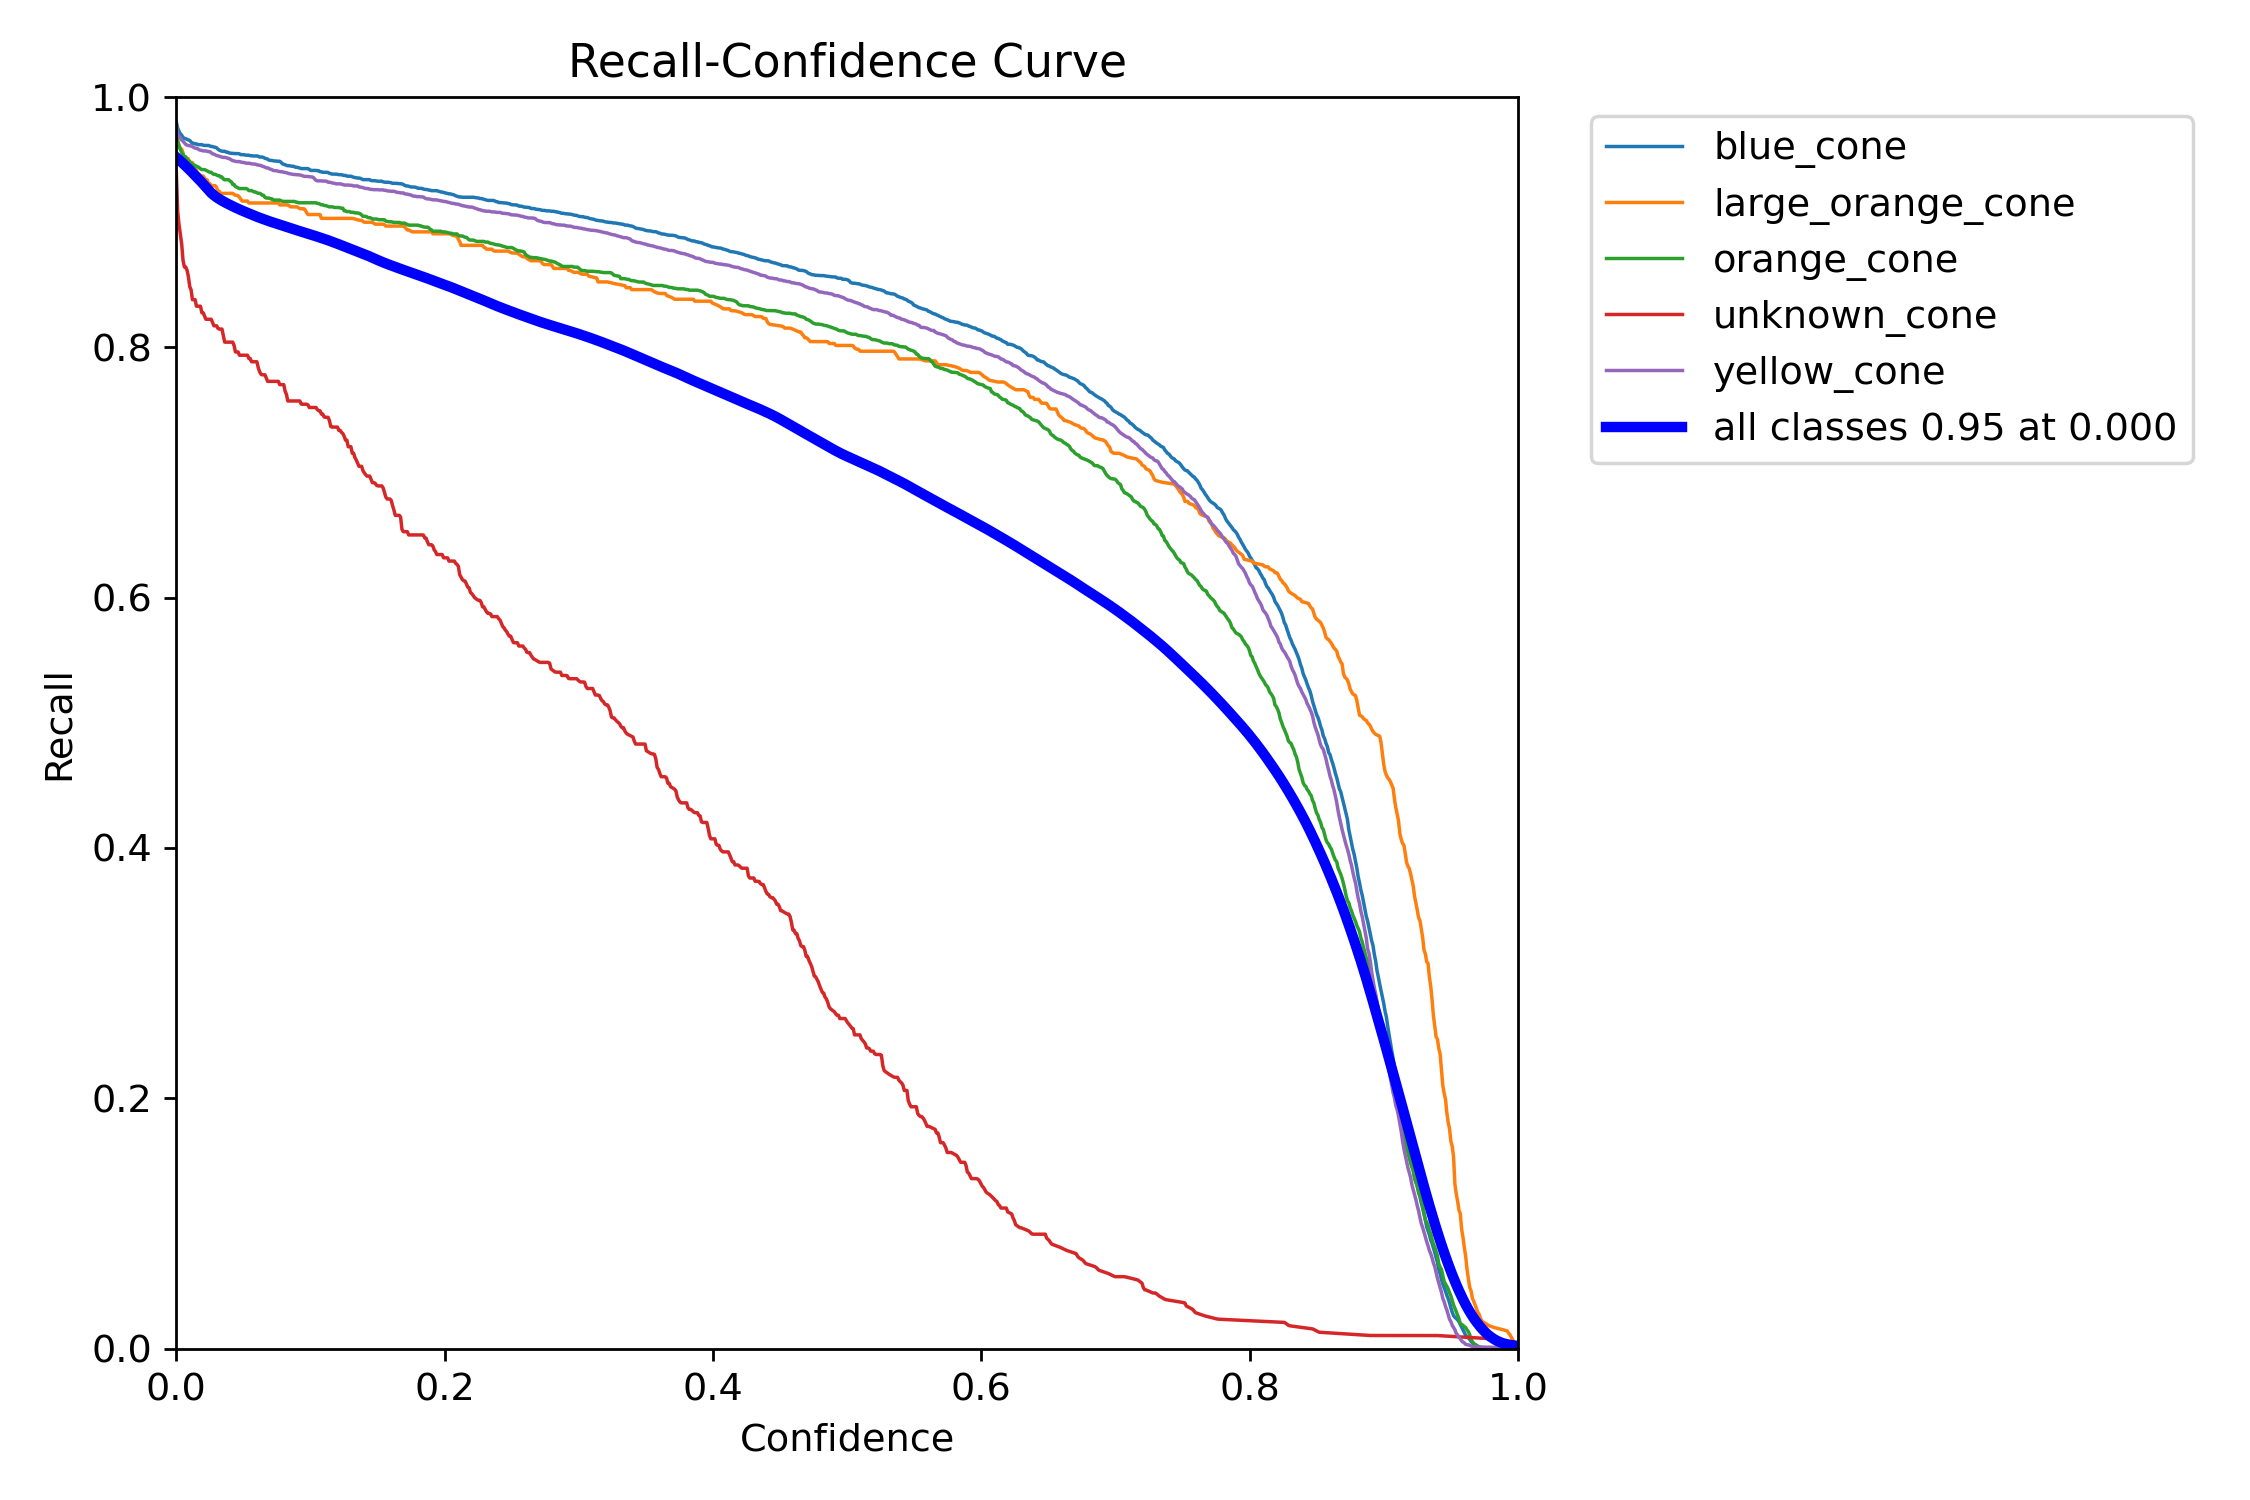 Recall-Confidence Curve
1.0
0.8
0.6
0.4
0.2
0.0
Recall
0.0 0.2 0.4 0.6 0.8 1.0
Confidence
blue_cone
large_orange_cone
orange_cone
unknown_cone
yellow_cone
all classes 0.95 at 0.000